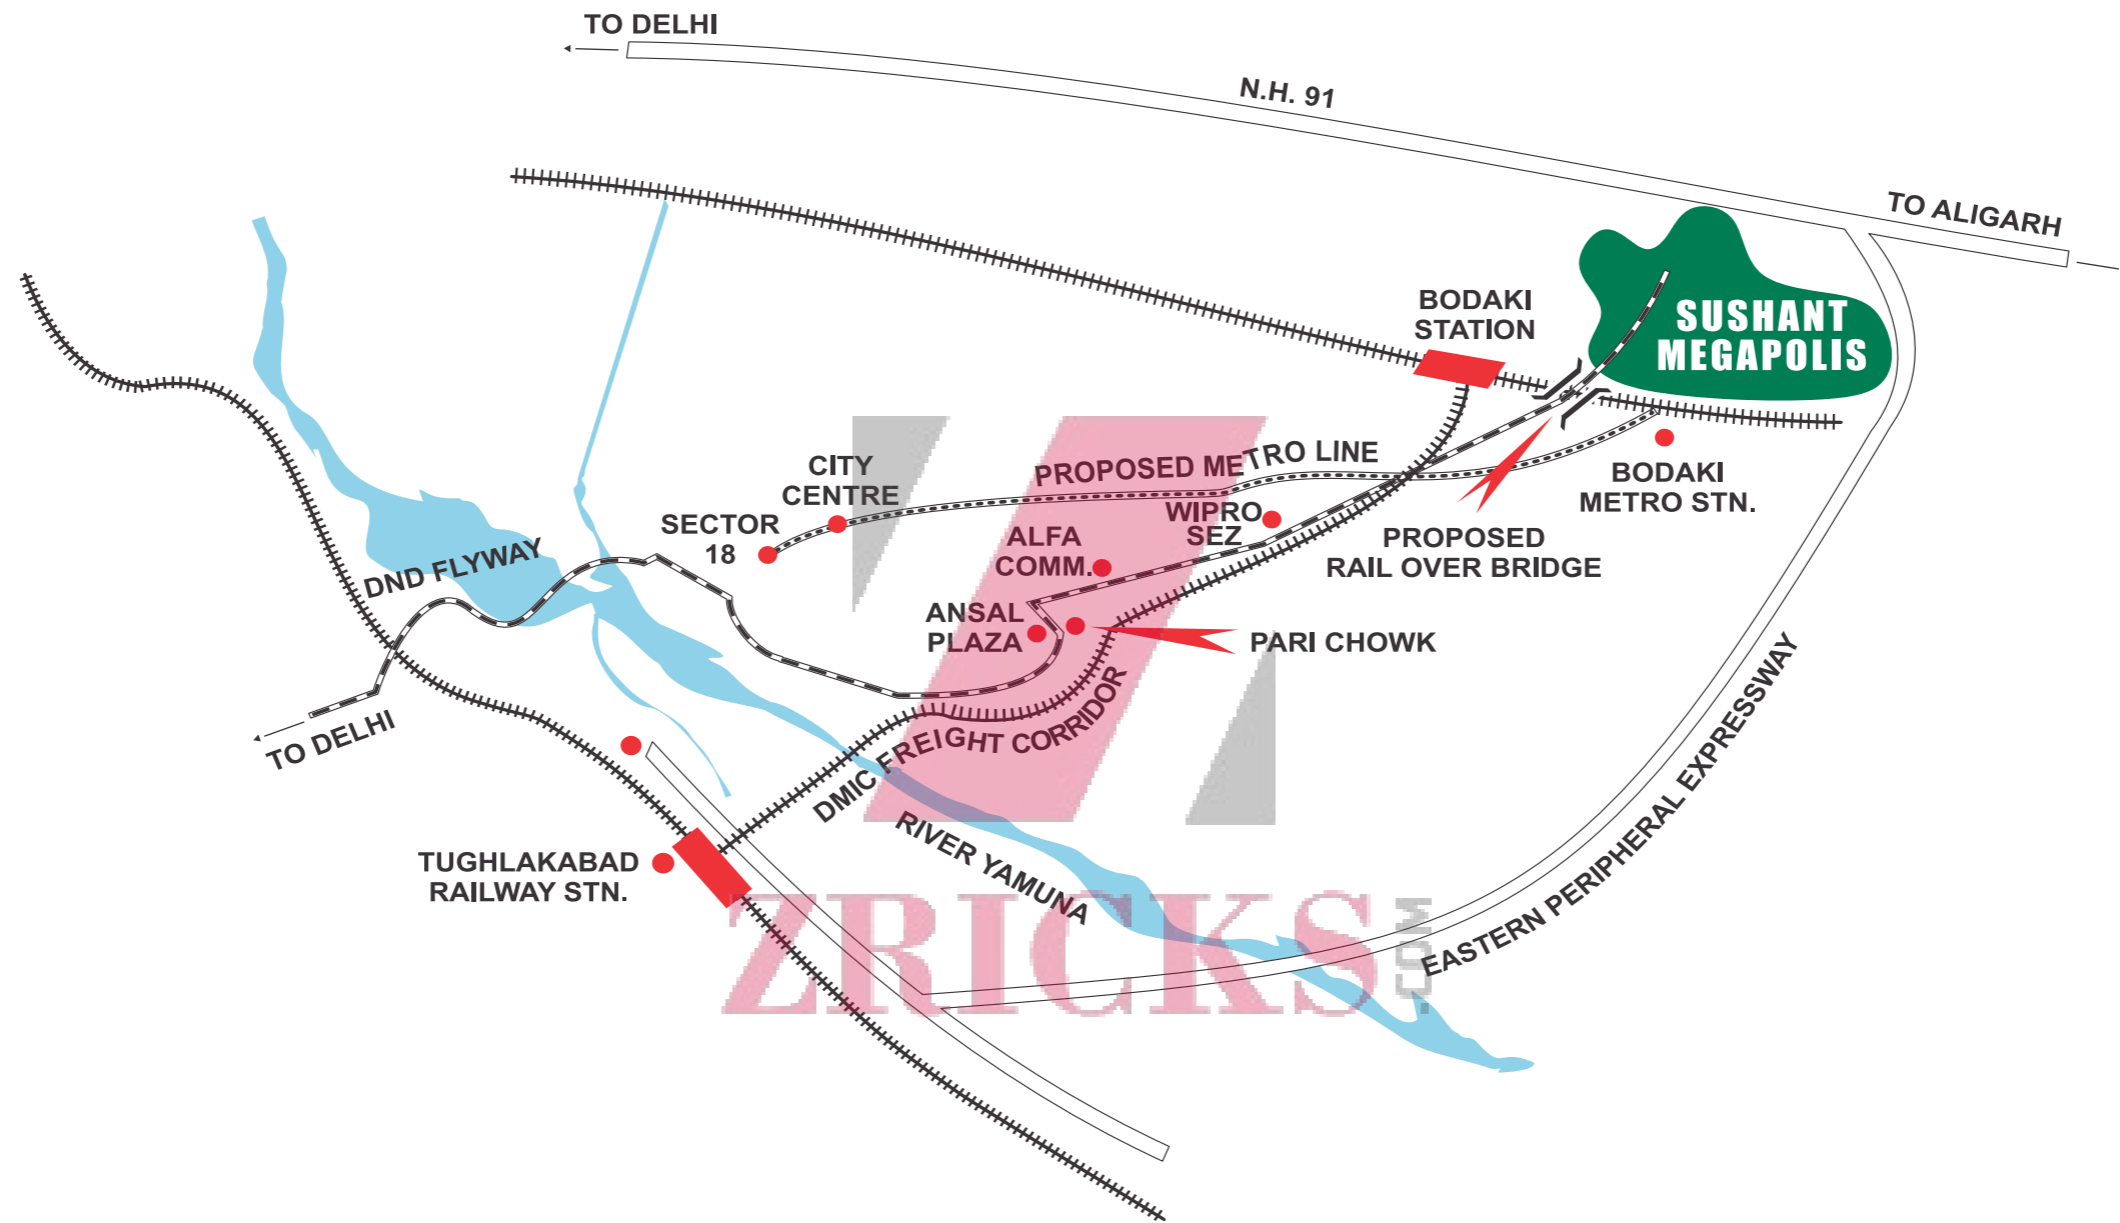 TO DELHI
N.H. 91
TO ALIGARH
BODAKI
STATION
SUSHANT
MEGAPOLIS
PROPOSED METRO LINE
CITY
CENTRE
SECTOR
18
WIPRO
SEZ
ALFA
COMM.
BODAKI
METRO STN.
PROPOSED
RAIL OVER BRIDGE
DND FLYWAY
ANSAL
PLAZA
PARI CHOWK
TO DELHI
DMIC FREIGHT CORRIDOR
EASTERN PERIPHERAL EXPRESSWAY
RIVER YAMUNA
TUGHLAKABAD
RAILWAY STN.
ZRICKS.COM